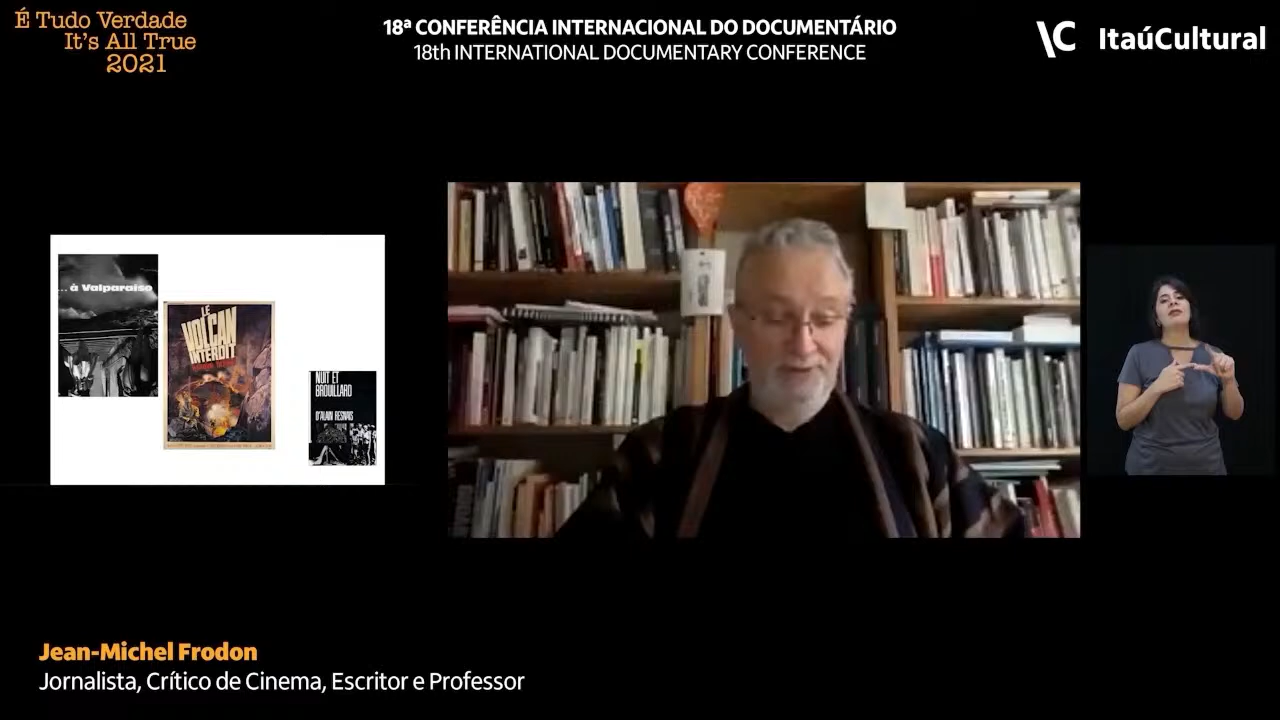 É Tudo Verdade
It's All True
2021
18ª CONFERÊNCIA INTERNACIONAL DO DOCUMENTÁRIO
18th INTERNATIONAL DOCUMENTARY CONFERENCE
ItaúCultural
... à Valparaiso
LE
VOLCAN
INTERDIT
NUIT ET
BROUILLARD
D'ALAIN RESNAIS
Jean-Michel Frodon
Jornalista, Crítico de Cinema, Escritor e Professor